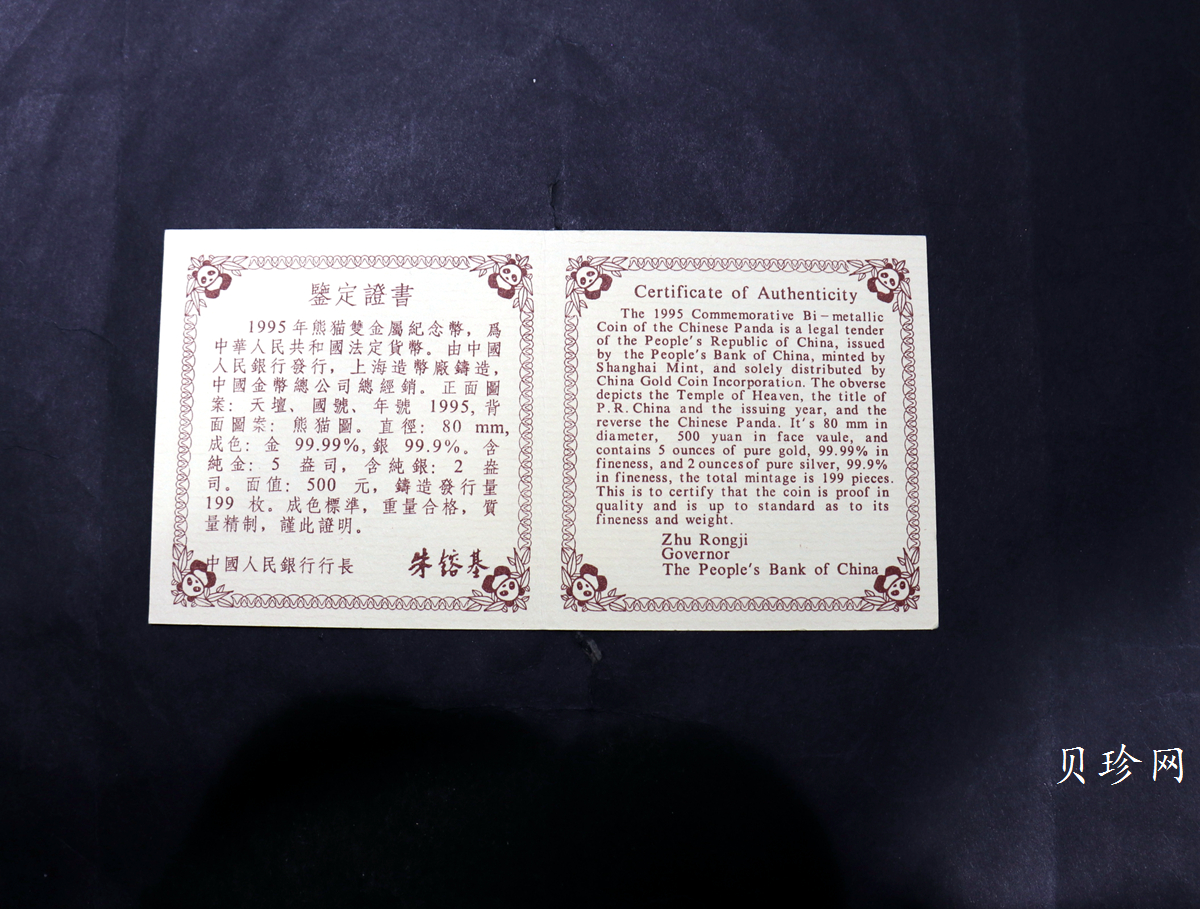 鑒定證書
1995年熊猫雙金屬紀念幣，爲
中華人民共和國法定貨幣。由中國
人民銀行發行，上海造幣廠鑄造，
中國金幣總公司總經銷。正面圖
案：天壇、國號、年號 1995,背
面圖案：熊猫圖。直徑：80 mm,
成色：金 99.99%,銀 99.9%。含
純金：5 盎司，含純銀：2 盎
司。面值：500 元，鑄造發行量
199 枚。成色標準，重量合格，質
量精制，謹此證明。
中國人民銀行行長 朱鎔基
Certificate of Authenticity
The 1995 Commemorative Bi-metallic
Coin of the Chinese Panda is a legal tender
of the People's Republic of China, issued
by the People's Bank of China, minted by
Shanghai Mint, and solely distributed by
China Gold Coin Incorporation. The obverse
depicts the Temple of Heaven, the title of
P.R.China and the issuing year, and the
reverse the Chinese Panda. It's 80 mm in
diameter, 500 yuan in face vaule, and
contains 5 ounces of pure gold, 99.99% in
fineness, and 2 ounces of pure silver, 99.9%
in fineness, the total mintage is 199 pieces.
This is to certify that the coin is proof in
quality and is up to standard as to its
fineness and weight.
Zhu Rongji
Governor
The People's Bank of China
贝珍网